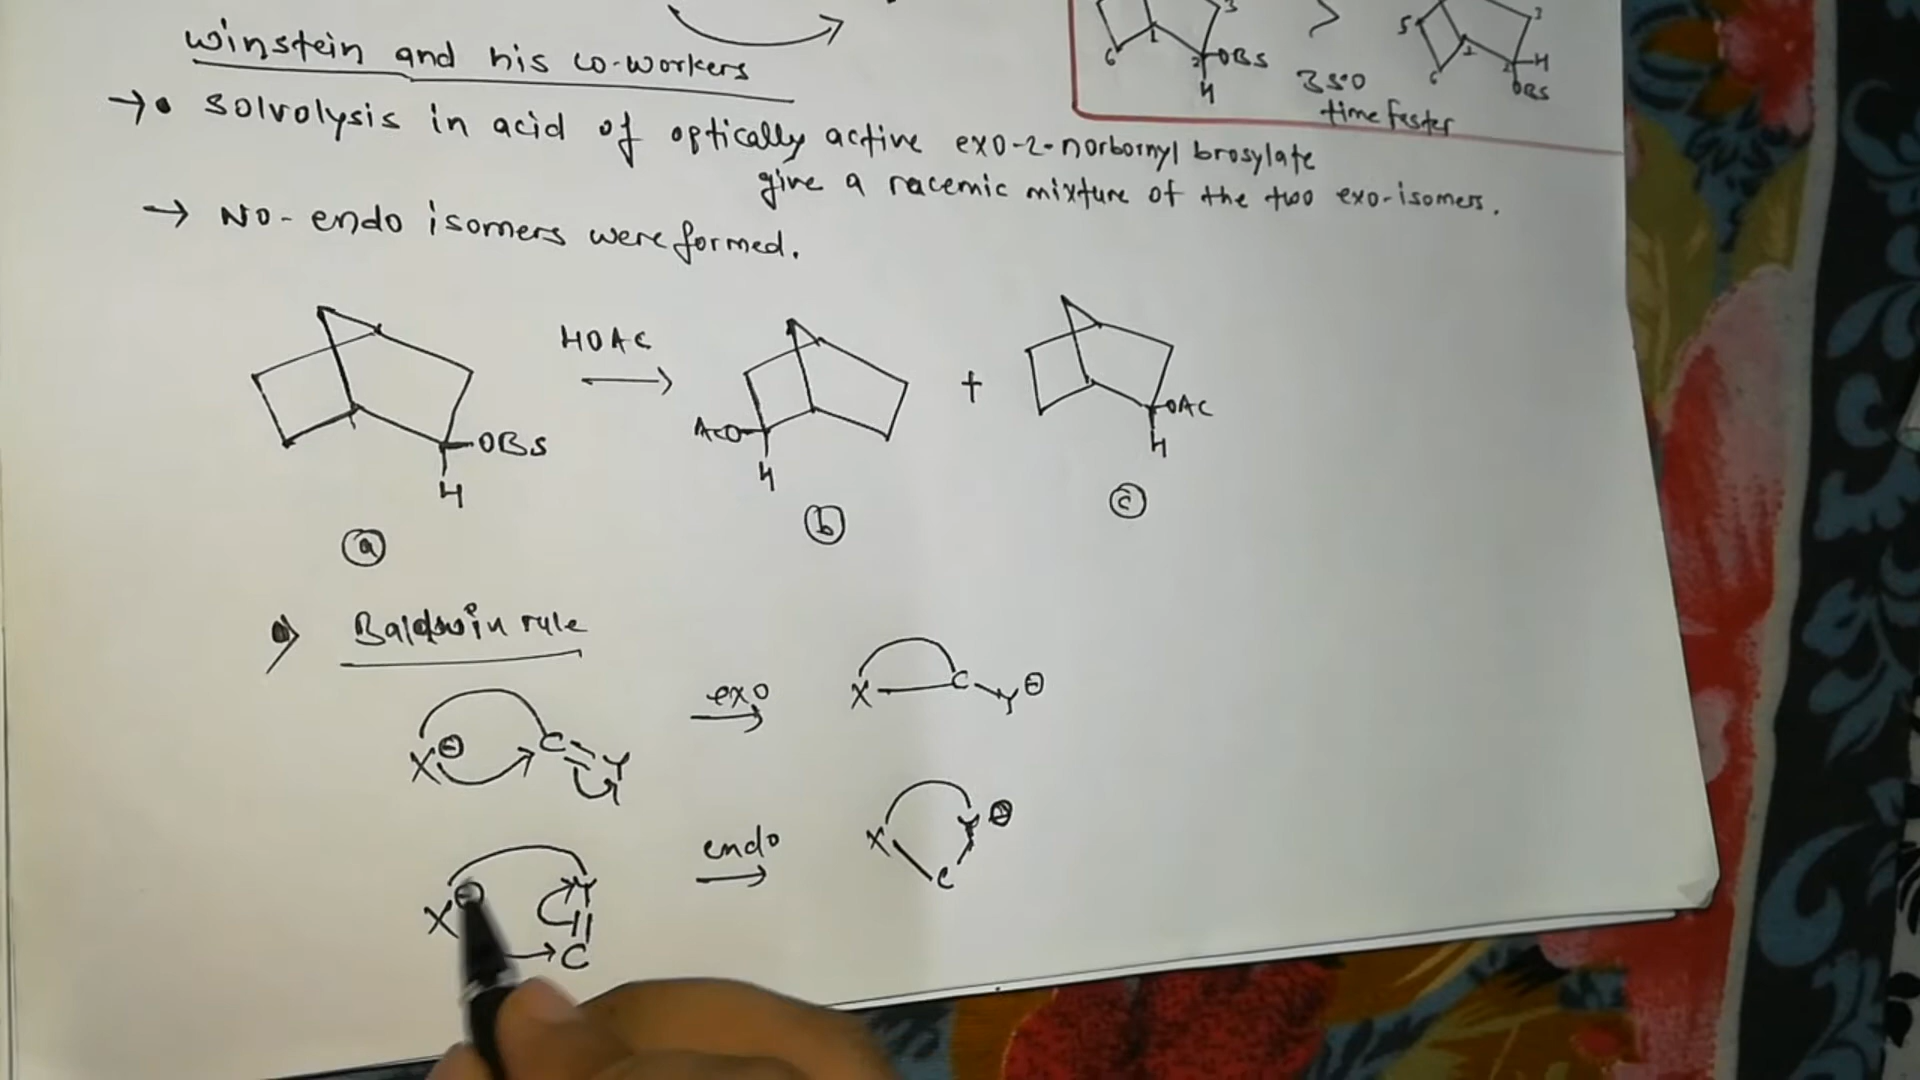 3
5
3
1
2
6
OBS
H
>
350
time faster
6
1
2
H
OBS
Winstein and his co-workers
→• Solvolysis in acid of optically active exo-2-norbornyl brosylate
give a racemic mixture of the two exo-isomers.
→ NO-endo isomers were formed.
OBS
H
HOAC
→
AcO
H
+
OAC
H
(a)
(b)
(c)
Baldwin rule
X ⊖
C
Y
exo
→
X
C
Y ⊖
X ⊖
Y
C
endo
→
X
Y ⊖
C